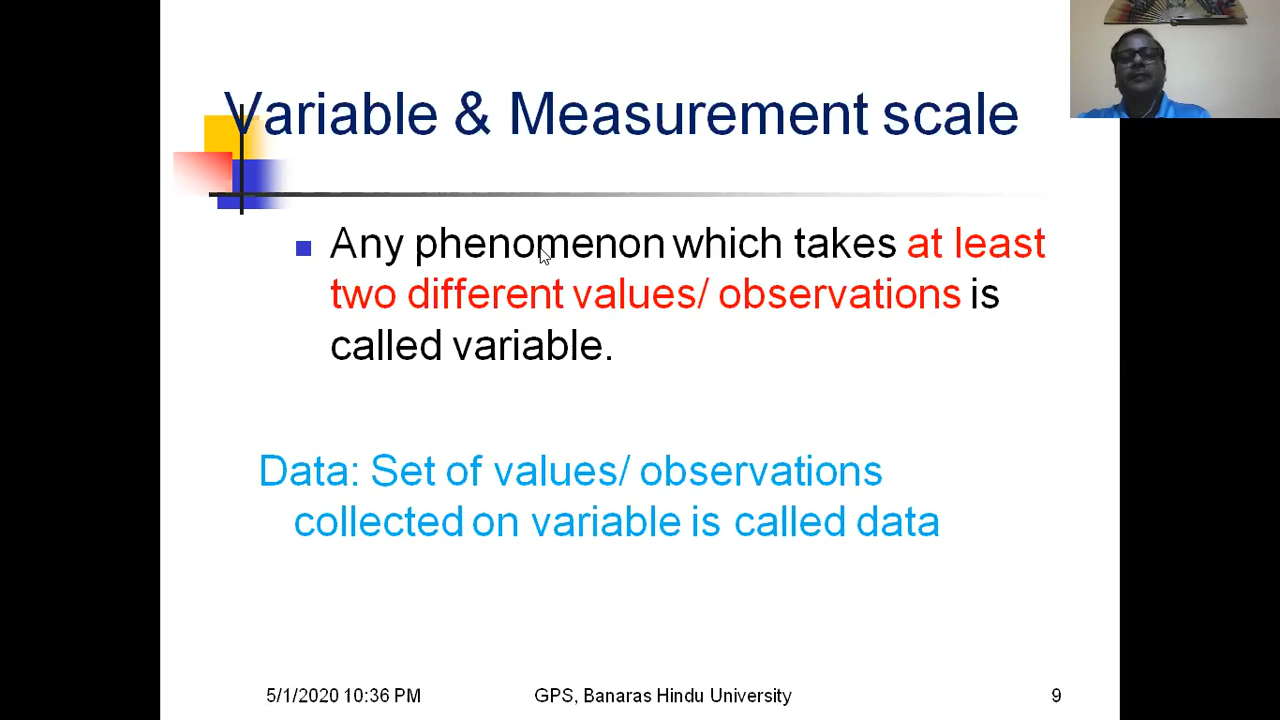 Variable & Measurement scale
Any phenomenon which takes at least
two different values/ observations is
called variable.
Data: Set of values/ observations
collected on variable is called data
5/1/2020 10:36 PM
GPS, Banaras Hindu University
9